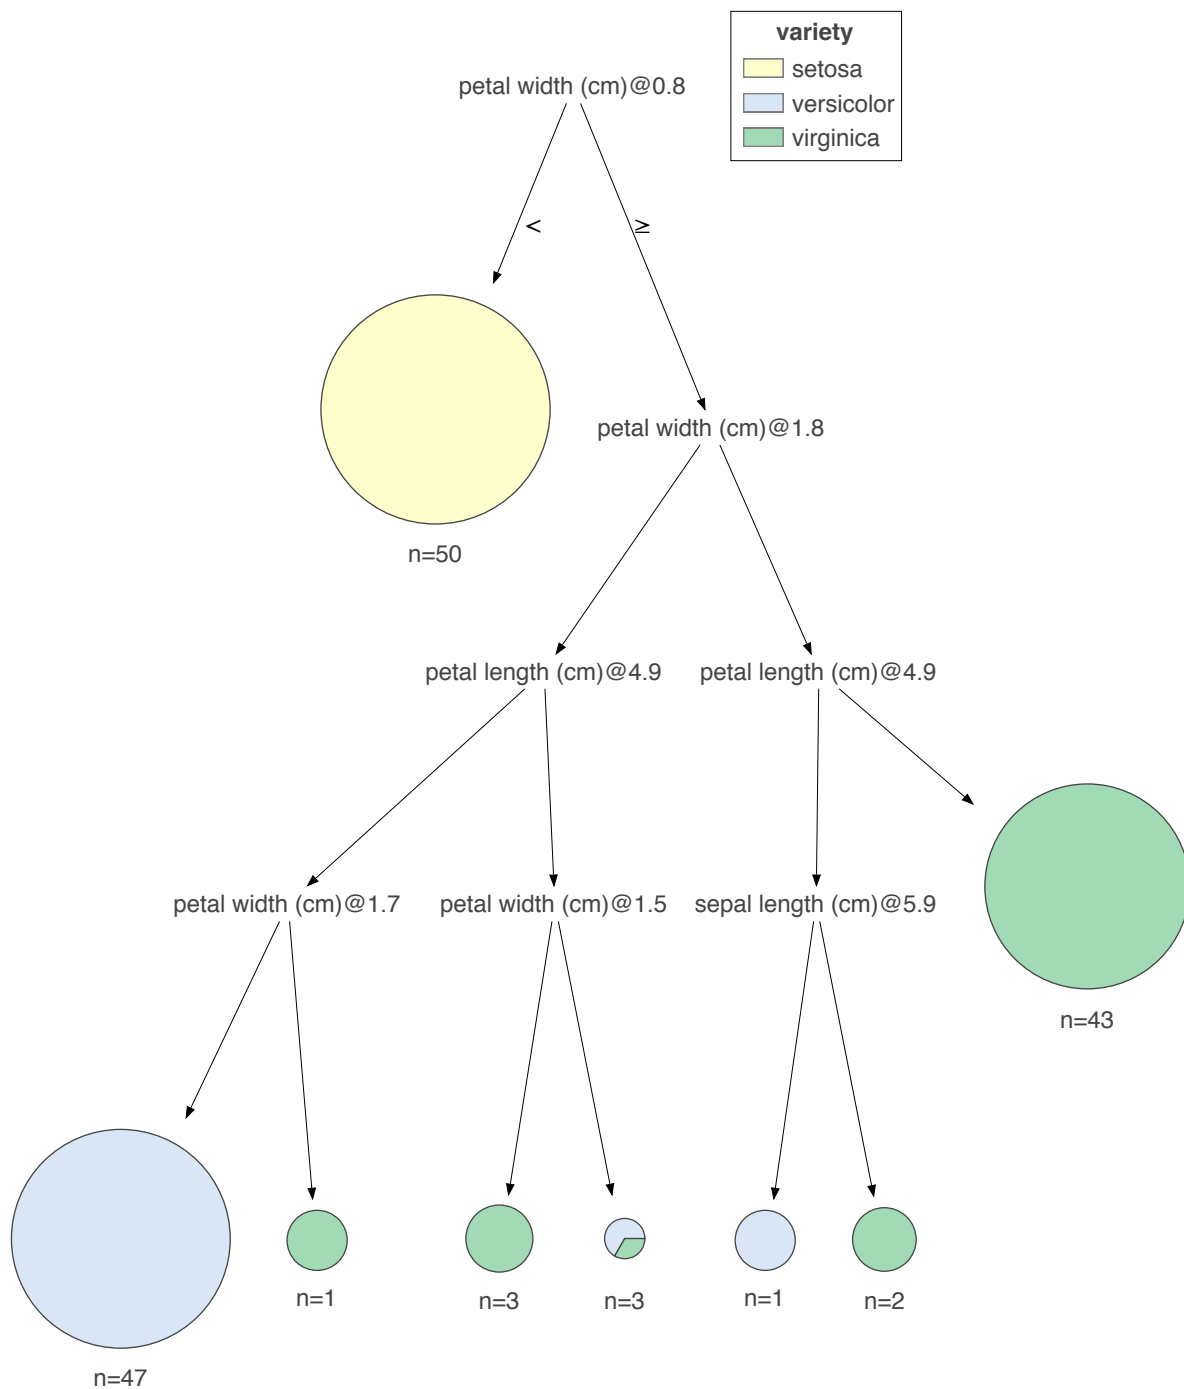 variety
setosa
versicolor
virginica
petal width (cm)@0.8
<
≥
petal width (cm)@1.8
n=50
petal length (cm)@4.9
petal length (cm)@4.9
petal width (cm)@1.7
petal width (cm)@1.5
sepal length (cm)@5.9
n=43
n=1
n=3
n=3
n=1
n=2
n=47